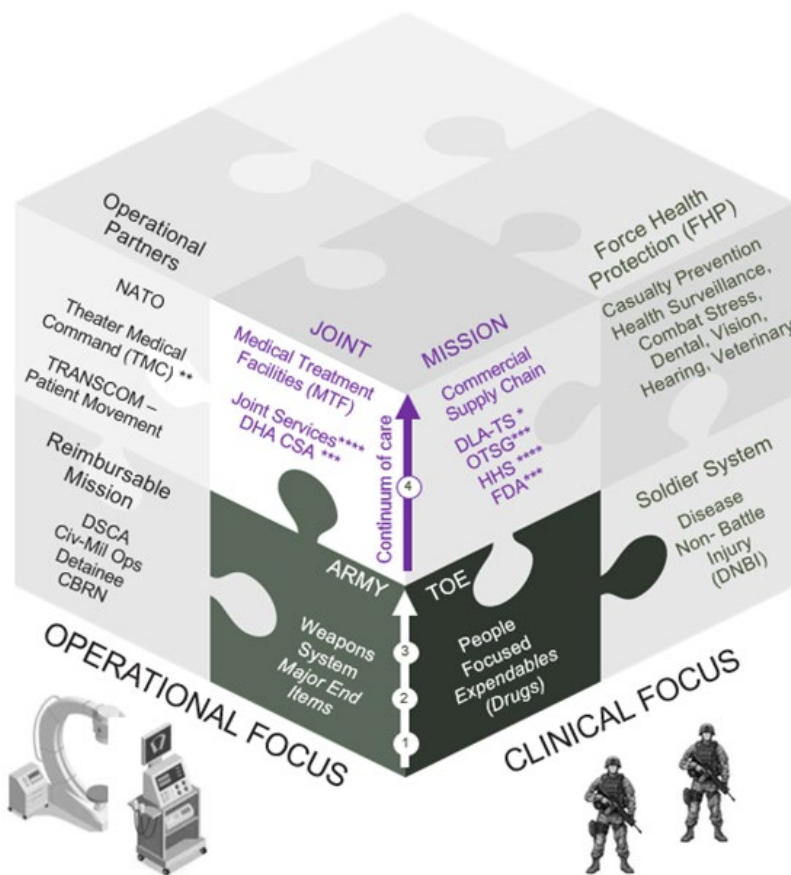 Operational
Partners
NATO
Theater Medical
Command (TMC) **
TRANSCOM –
Patient Movement
Reimbursable
Mission
DSCA
Civ-Mil Ops
Detainee
CBRN
JOINT
Medical Treatment
Facilities (MTF)
Joint Services****
DHA CSA ***
Continuum of care
4
MISSION
Commercial
Supply Chain
DLA-TS *
OTSG***
HHS ****
FDA***
Force Health
Protection (FHP)
Casualty Prevention
Health Surveillance,
Combat Stress,
Dental, Vision,
Hearing, Veterinary
Soldier System
Disease
Non- Battle
Injury
(DNBI)
ARMY
Weapons
System
Major End
Items
3
2
1
TOE
People
Focused
Expendables
(Drugs)
OPERATIONAL FOCUS
CLINICAL FOCUS